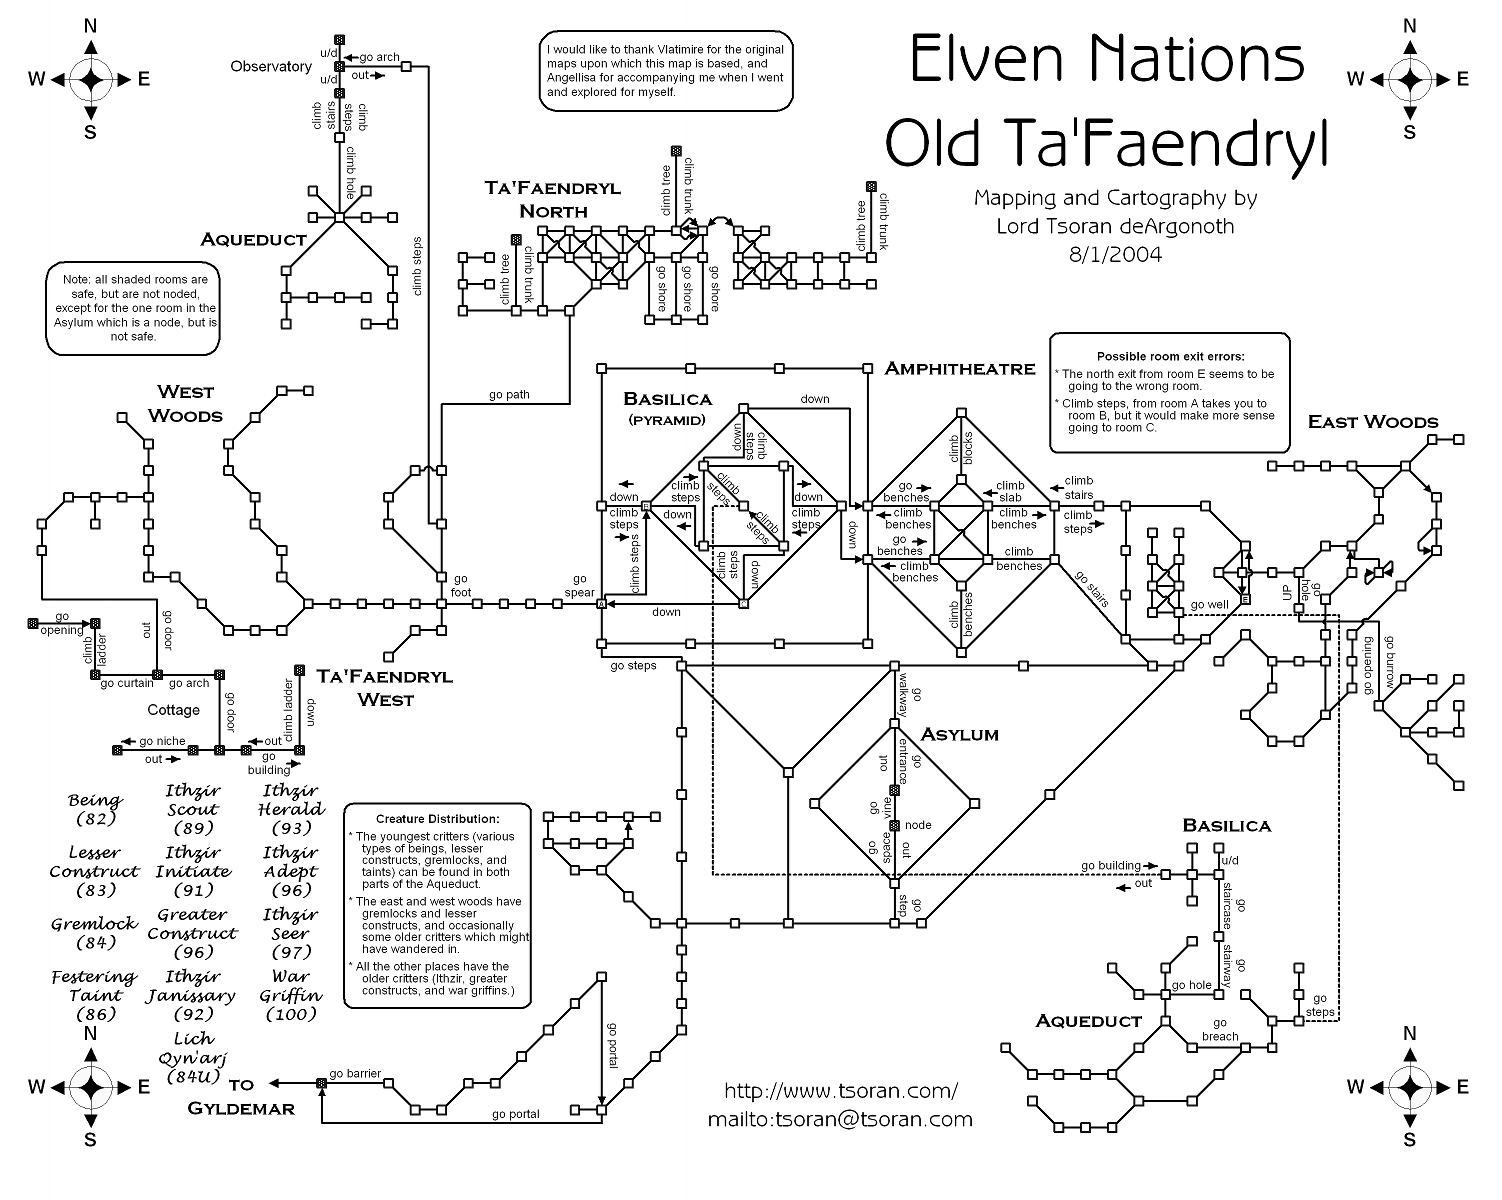 Elven Nations
Old Ta'Faendryl
Mapping and Cartography by
Lord Tsoran deArgonoth
8/1/2004
N
W E
S
N
W E
S
I would like to thank Vlatimire for the original
maps upon which this map is based, and
Angellisa for accompanying me when I went
and explored for myself.
Observatory
u/d
u/d
go arch
out
climb stairs
climb steps
climb hole
climb steps
Aqueduct
Note: all shaded rooms are
safe, but are not noded,
except for the one room in the
Asylum which is a node, but is
not safe.
Ta'Faendryl
North
climb tree
climb trunk
climb tree
climb trunk
climb tree
climb trunk
go shore
go shore
go shore
go path
West
Woods
go foot
go spear
Ta'Faendryl
West
go opening
climb ladder
out
go door
go curtain
go arch
Cottage
go door
go niche
out
out
go building
climb ladder
down
Basilica
(pyramid)
down
down
climb steps
down
climb steps
climb steps
down
climb steps
climb steps
down
climb steps
climb steps
down
climb steps
down
down
A
B
C
go steps
Amphitheatre
climb blocks
go benches
climb benches
go benches
climb benches
climb slab
climb benches
climb benches
climb benches
climb stairs
climb steps
go stairs
Possible room exit errors:
* The north exit from room E seems to be
going to the wrong room.
* Climb steps, from room A takes you to
room B, but it would make more sense
going to room C.
East Woods
go well
E
UP
go hole
go opening
go burrow
Asylum
go walkway
go entrance
out
go vine
node
go space
out
go step
Basilica
go building
out
u/d
go staircase
go stairway
go hole
Aqueduct
go breach
go steps
Being
(82)
Ithzir
Scout
(89)
Ithzir
Herald
(93)
Lesser
Construct
(83)
Ithzir
Initiate
(91)
Ithzir
Adept
(96)
Gremlock
(84)
Greater
Construct
(96)
Ithzir
Seer
(97)
Festering
Taint
(86)
Ithzir
Janissary
(92)
War
Griffin
(100)
Lich
Qyn'arj
(84U)
Creature Distribution:
* The youngest critters (various
types of beings, lesser
constructs, gremlocks, and
taints) can be found in both
parts of the Aqueduct.
* The east and west woods have
gremlocks and lesser
constructs, and occasionally
some older critters which might
have wandered in.
* All the other places have the
older critters (Ithzir, greater
constructs, and war griffins.)
to
Gyldemar
go barrier
go portal
go portal
http://www.tsoran.com/
mailto:tsoran@tsoran.com
N
W E
S
N
W E
S